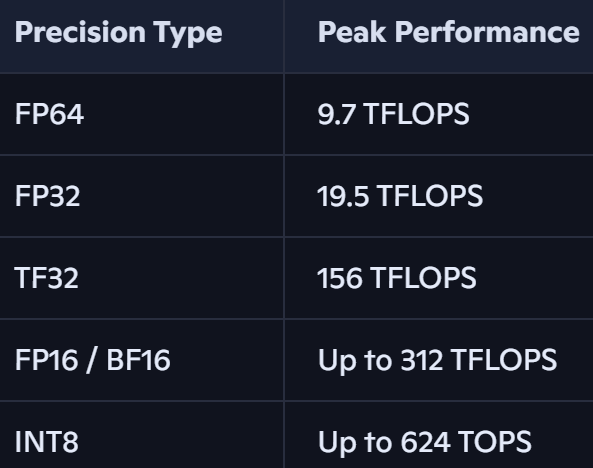 Precision Type Peak Performance
FP64 9.7 TFLOPS
FP32 19.5 TFLOPS
TF32 156 TFLOPS
FP16 / BF16 Up to 312 TFLOPS
INT8 Up to 624 TOPS